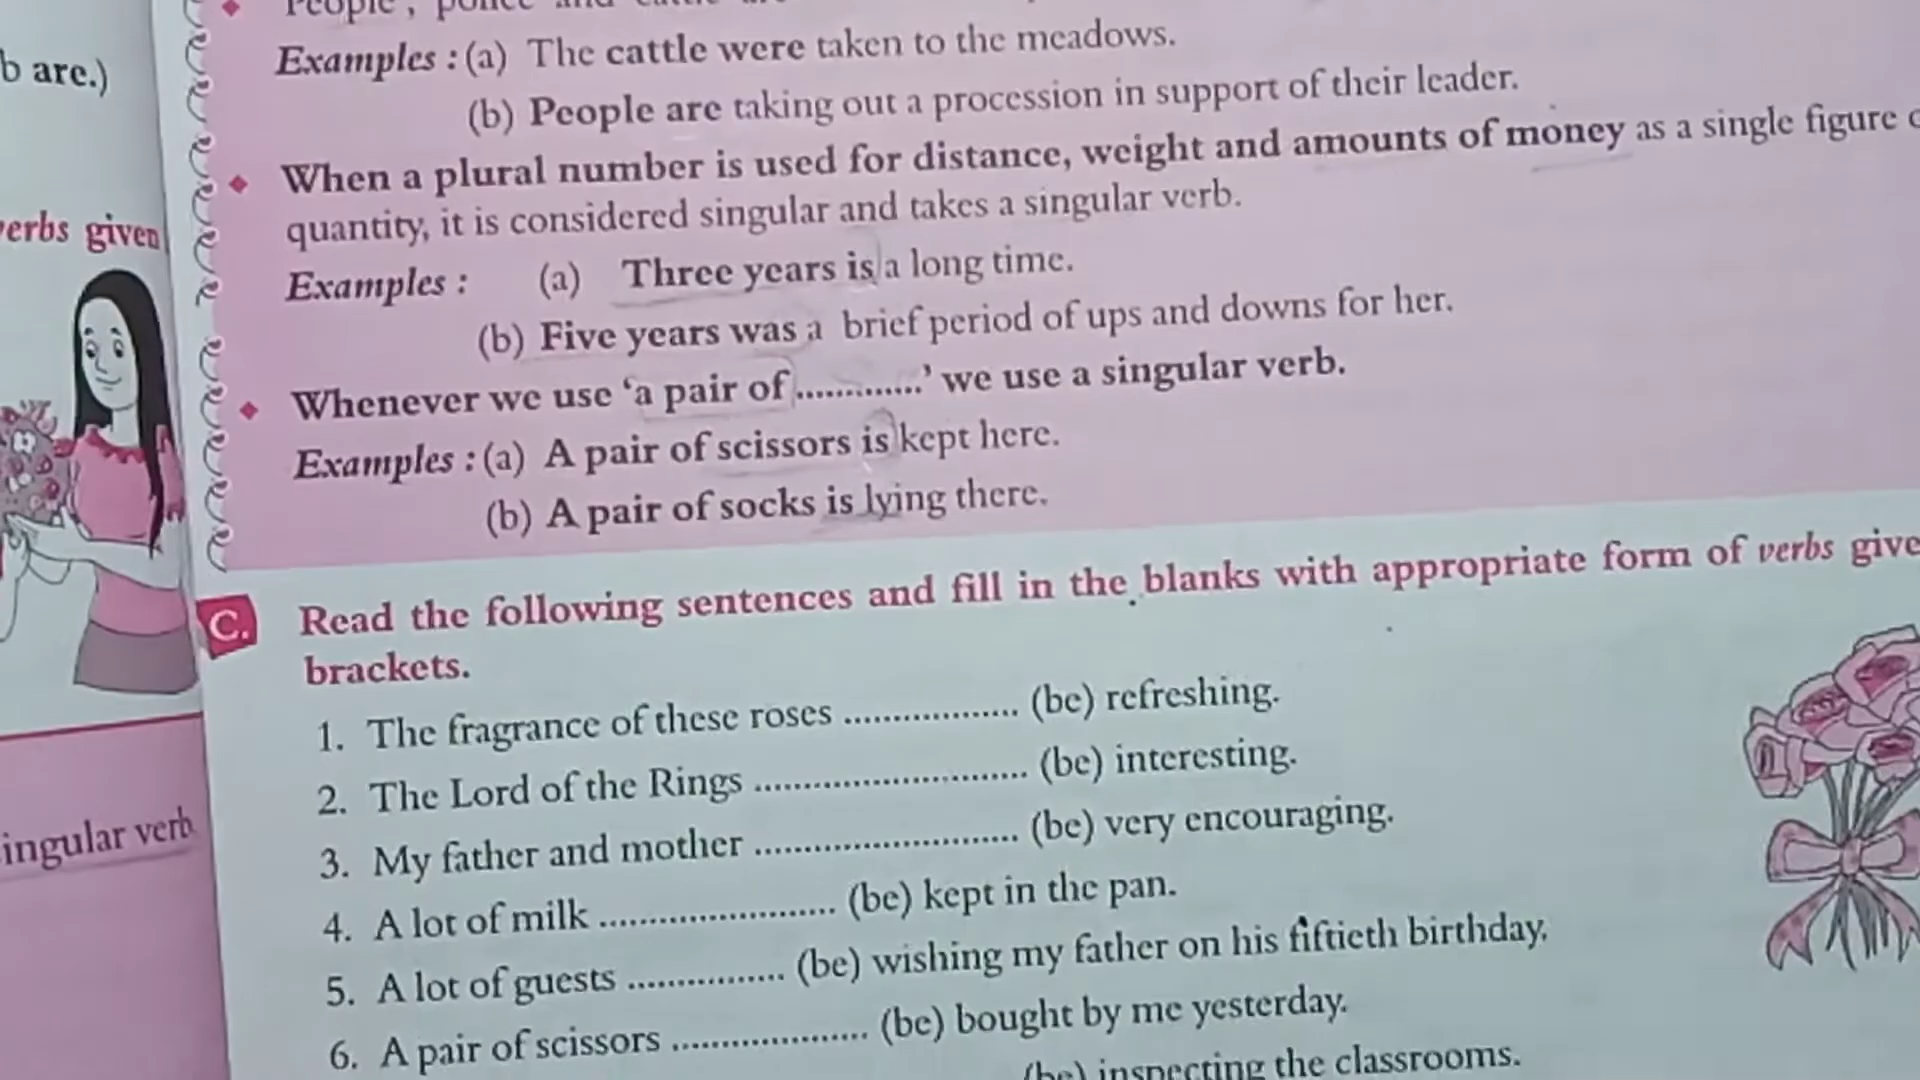 b are.)
verbs given
ingular verb
People, police and cattle are
Examples : (a) The cattle were taken to the meadows.
(b) People are taking out a procession in support of their leader.
When a plural number is used for distance, weight and amounts of money as a single figure
quantity, it is considered singular and takes a singular verb.
Examples : (a) Three years is a long time.
(b) Five years was a brief period of ups and downs for her.
Whenever we use ‘a pair of ............’ we use a singular verb.
Examples : (a) A pair of scissors is kept here.
(b) A pair of socks is lying there.
C. Read the following sentences and fill in the blanks with appropriate form of verbs give
brackets.
1. The fragrance of these roses .................. (be) refreshing.
2. The Lord of the Rings ............................ (be) interesting.
3. My father and mother ........................... (be) very encouraging.
4. A lot of milk ........................ (be) kept in the pan.
5. A lot of guests ................ (be) wishing my father on his fiftieth birthday.
6. A pair of scissors .................... (be) bought by me yesterday.
(be) inspecting the classrooms.